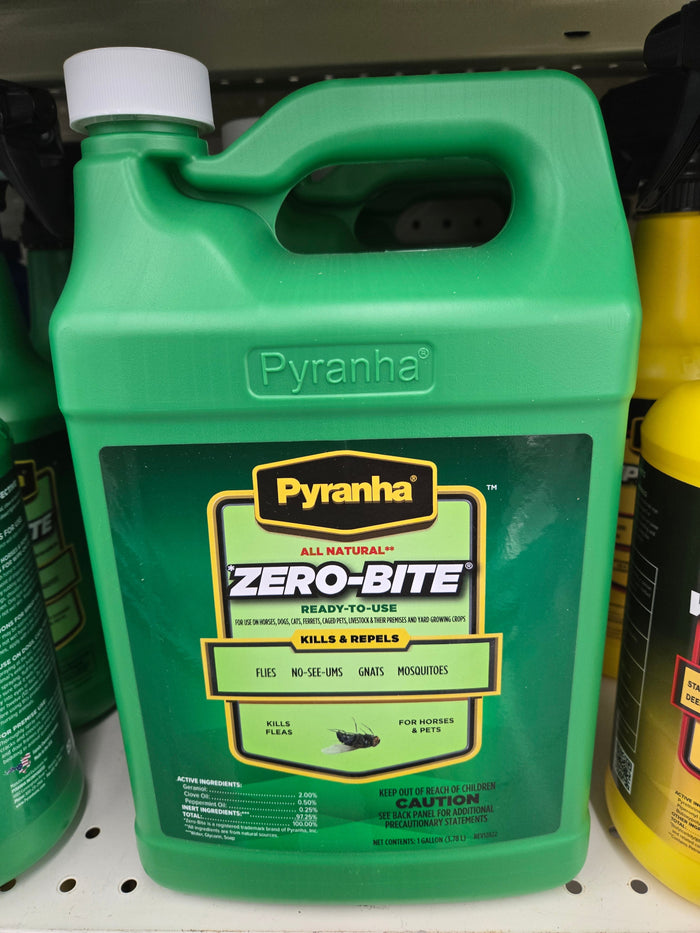 Pyranha®
Pyranha®
™
ALL NATURAL**
*ZERO-BITE®
READY-TO-USE
FOR USE ON HORSES, DOGS, CATS, FERRETS, CAGED PETS, LIVESTOCK & THEIR PREMISES AND YARD GROWING CROPS
KILLS & REPELS
FLIES NO-SEE-UMS GNATS MOSQUITOES
KILLS
FLEAS
FOR HORSES
& PETS
ACTIVE INGREDIENTS:
Geraniol: 2.00%
Clove Oil: 0.50%
Peppermint Oil: 0.25%
INERT INGREDIENTS:*** 97.25%
TOTAL: 100.00%
*Zero-Bite is a registered trademark brand of Pyranha, Inc.
**All ingredients are from natural sources.
***Water, Glycerin, Soap
KEEP OUT OF REACH OF CHILDREN
CAUTION
SEE BACK PANEL FOR ADDITIONAL
PRECAUTIONARY STATEMENTS
NET CONTENTS: 1 GALLON (3.78 L)
TE